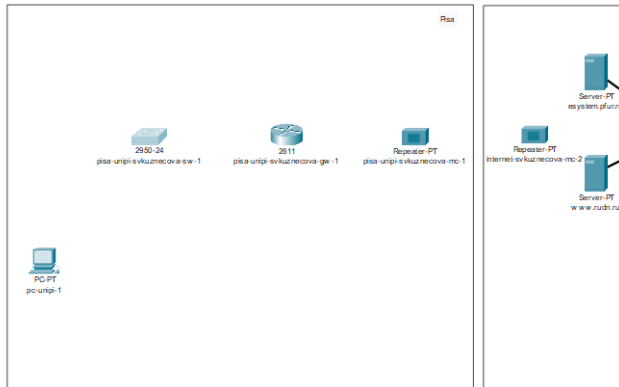 Pisa
Server-PT
esystem.pfur.r
2950-24
pisa-unipi-svkuznecova-sw-1
2811
pisa-unipi-svkuznecova-gw-1
Repeater-PT
pisa-unipi-svkuznecova-mc-1
Repeater-PT
internet-svkuznecova-mc-2
Server-PT
www.rudn.ru
PC-PT
pc-unipi-1